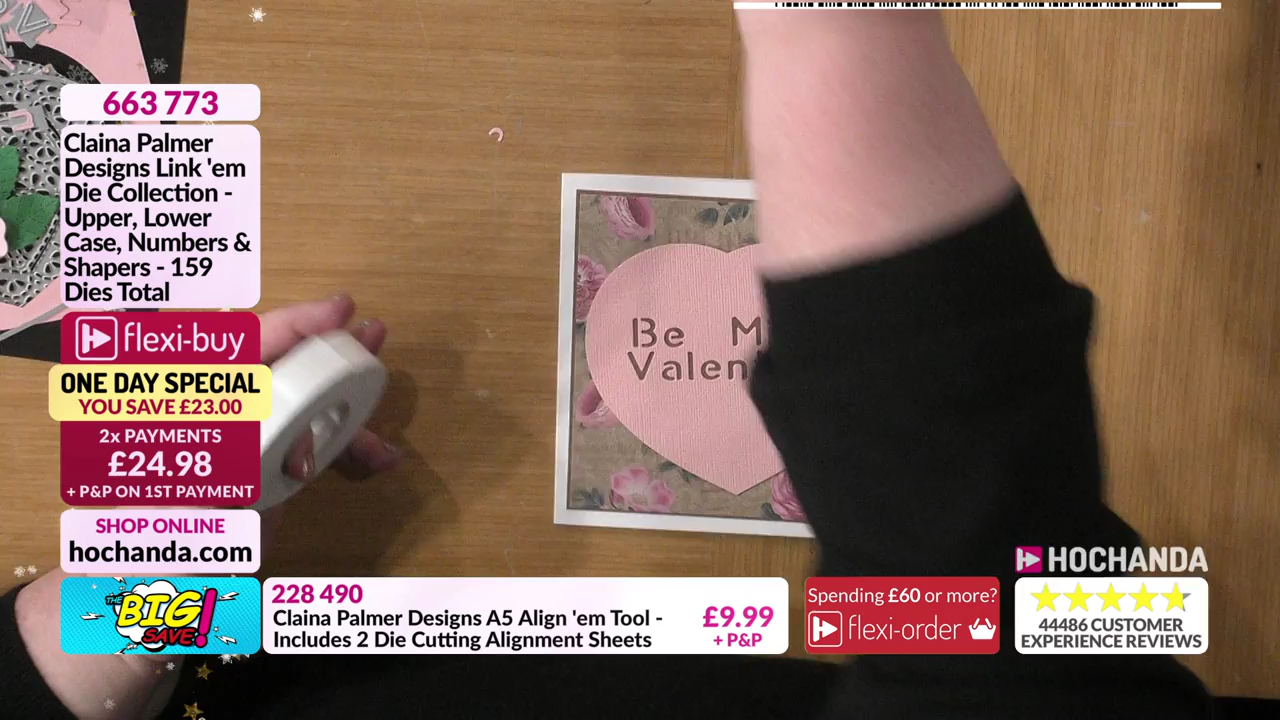 663 773
Claina Palmer
Designs Link 'em
Die Collection -
Upper, Lower
Case, Numbers &
Shapers - 159
Dies Total
flexi-buy
ONE DAY SPECIAL
YOU SAVE £23.00
2x PAYMENTS
£24.98
+ P&P ON 1ST PAYMENT
SHOP ONLINE
hochanda.com
THE BIG SAVE!
228 490
Claina Palmer Designs A5 Align 'em Tool -
Includes 2 Die Cutting Alignment Sheets
£9.99
+ P&P
Spending £60 or more?
flexi-order
HOCHANDA
44486 CUSTOMER
EXPERIENCE REVIEWS
Be M
Valen